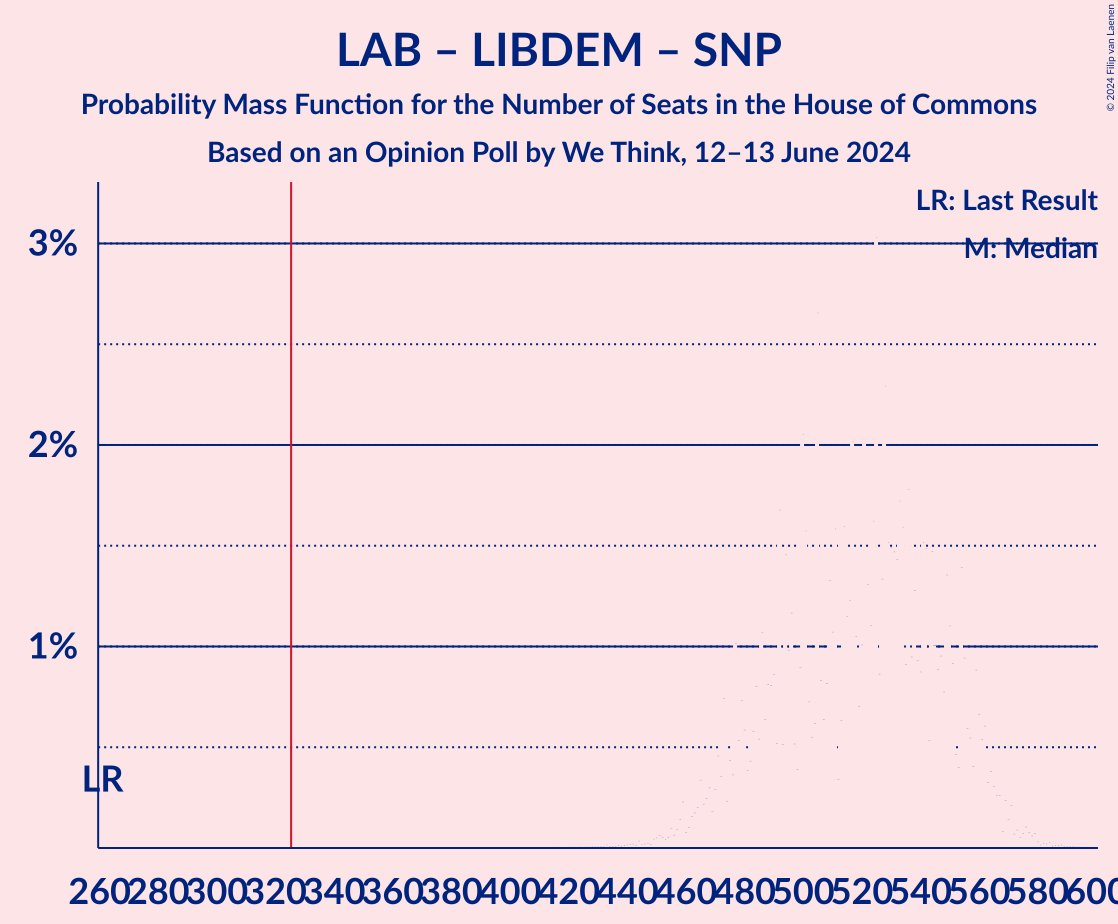 LAB – LIBDEM – SNP
Probability Mass Function for the Number of Seats in the House of Commons
Based on an Opinion Poll by We Think, 12–13 June 2024
© 2024 Filip van Laenen
LR: Last Result
M: Median
3%
2%
1%
LR
260 280 300 320 340 360 380 400 420 440 460 480 500 520 540 560 580 600